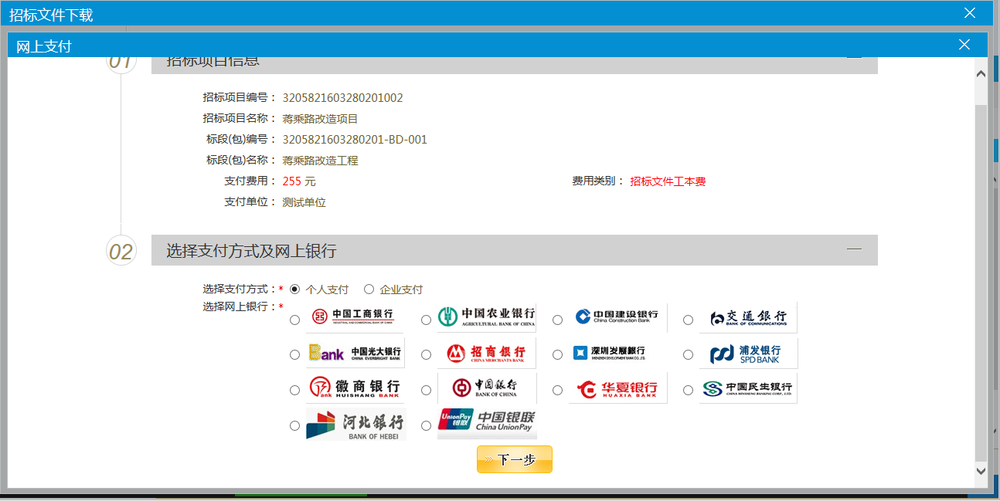 招标文件下载
网上支付
01 招标项目信息
招标项目编号： 3205821603280201002
招标项目名称： 蒋乘路改造项目
标段(包)编号： 3205821603280201-BD-001
标段(包)名称： 蒋乘路改造工程
支付费用： 255 元 费用类别： 招标文件工本费
支付单位： 测试单位
02 选择支付方式及网上银行
选择支付方式：* 个人支付 企业支付
选择网上银行：*
中国工商银行
INDUSTRIAL AND COMMERCIAL BANK OF CHINA
中国农业银行
AGRICULTURAL BANK OF CHINA
中国建设银行
China Construction Bank
交通银行
BANK OF COMMUNICATIONS
Bank 中国光大银行
CHINA EVERBRIGHT BANK
招商银行
CHINA MERCHANTS BANK
深圳发展銀行
SHENZHEN DEVELOPMENT BANK CO., LTD.
浦发银行
SPD BANK
徽商银行
ank HUISHANG BANK
中国银行
BANK OF CHINA
华夏银行
HUAXIA BANK
中国民生银行
CHINA MINSHENG BANKING CORP., LTD.
河北银行
BANK OF HEBEI
UnionPay 银联
中国银联
China UnionPay
下一步